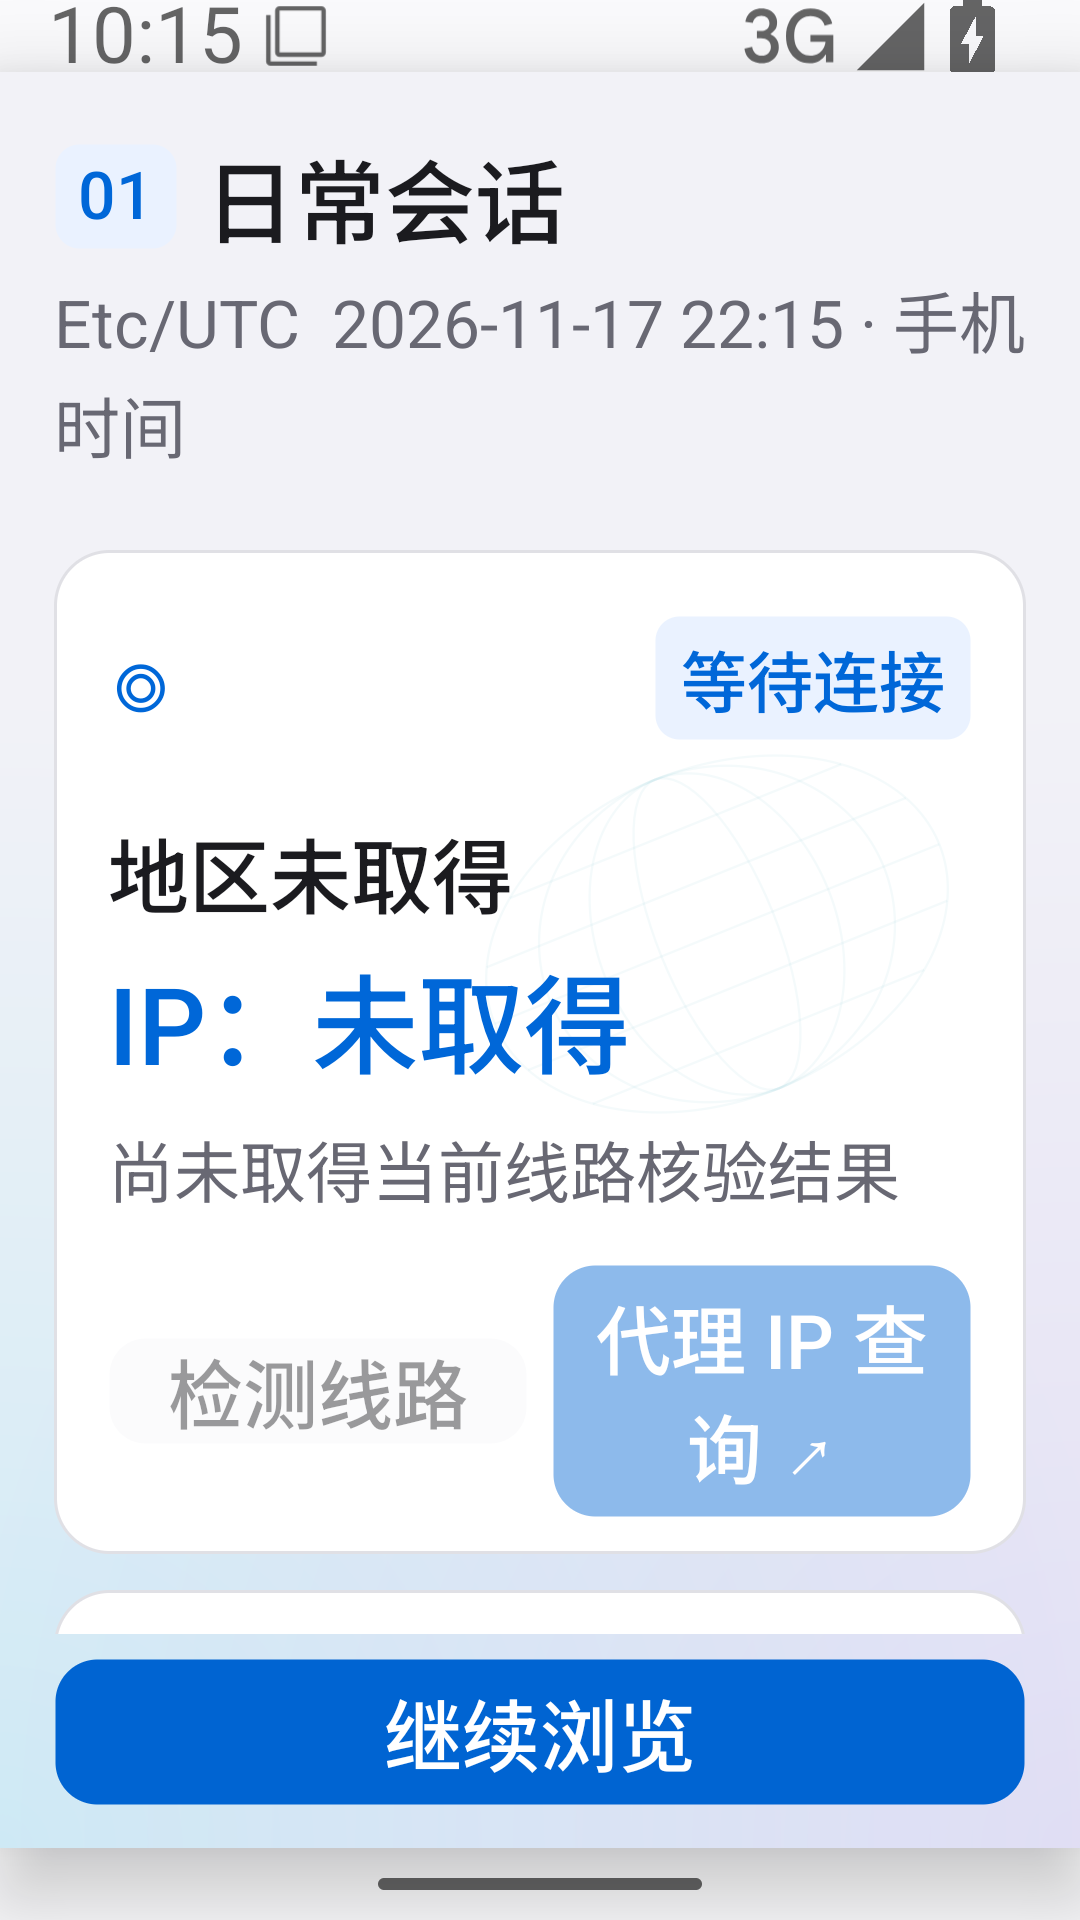 10:15 3G
01 日常会话
Etc/UTC 2026-11-17 22:15 · 手机
时间
等待连接
地区未取得
IP：未取得
尚未取得当前线路核验结果
检测线路
代理 IP 查
询 ↗
继续浏览